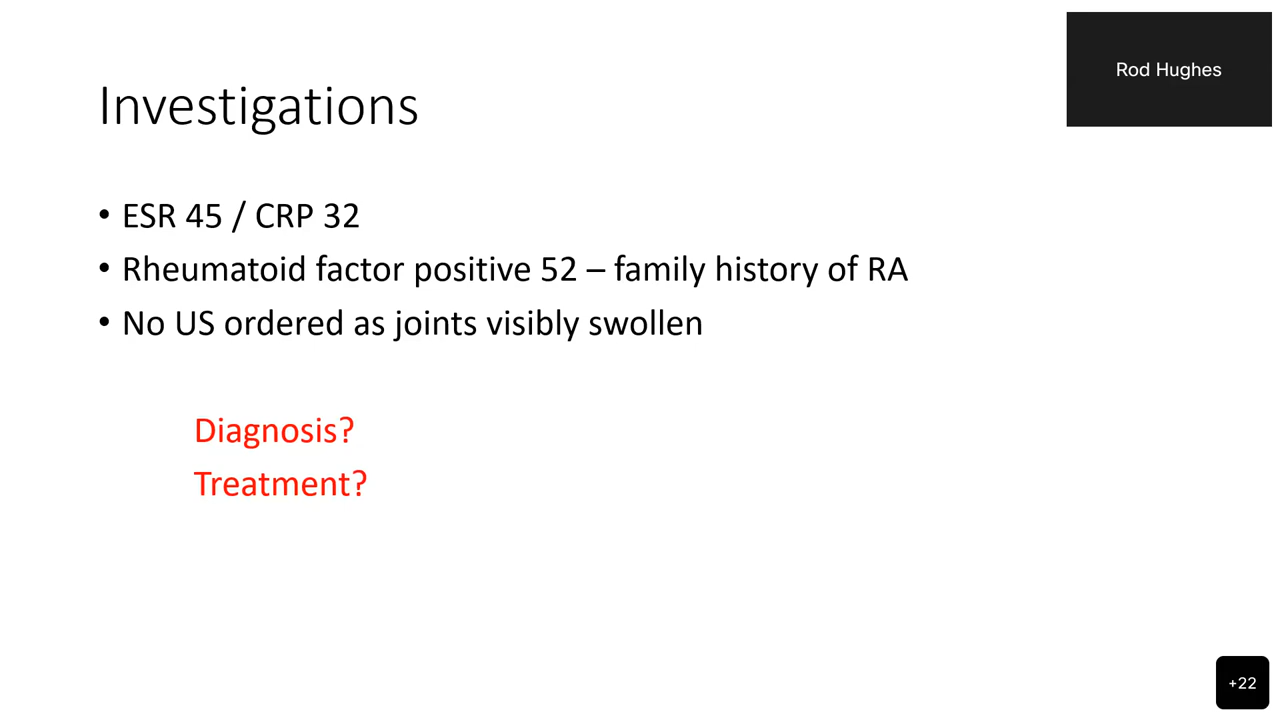 Rod Hughes
Investigations
• ESR 45 / CRP 32
• Rheumatoid factor positive 52 – family history of RA
• No US ordered as joints visibly swollen
Diagnosis?
Treatment?
+22